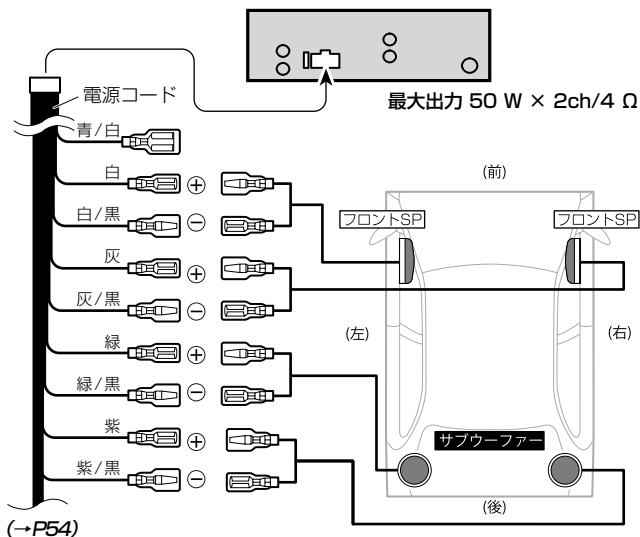 電源コード
最大出力 50 W × 2ch/4 Ω
青/白
白 ⊕
白/黒 ⊖
灰 ⊕
灰/黒 ⊖
緑 ⊕
緑/黒 ⊖
紫 ⊕
紫/黒 ⊖
(→P54)
(前)
フロントSP
フロントSP
(左)
(右)
サブウーファー
(後)